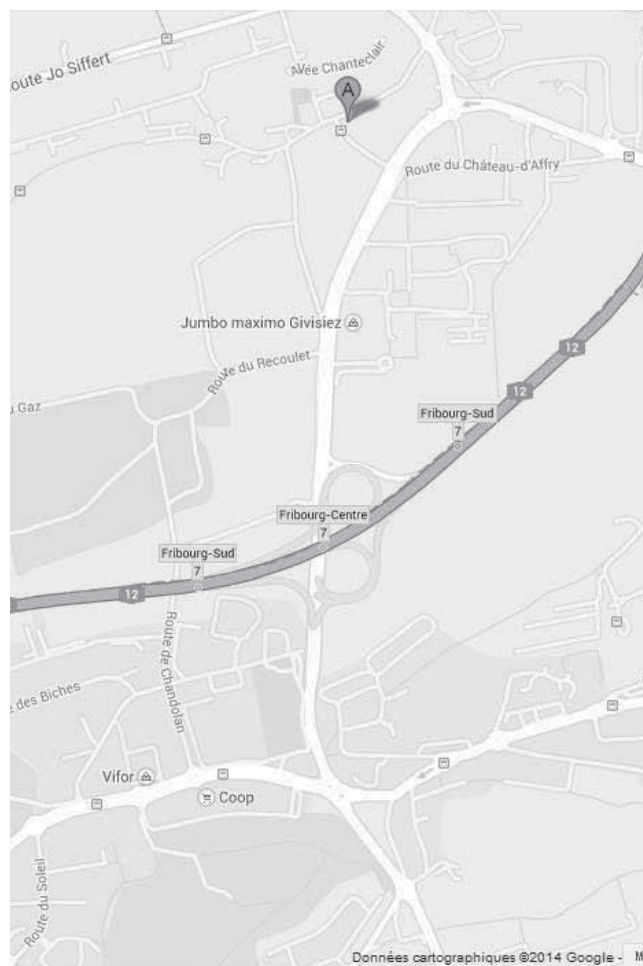 oute Jo Siffert
Avée Chanteclair
A
Route du Château-d'Affry
Jumbo maximo Givisiez
12
Route du Recoulet
12
u Gaz
Fribourg-Sud
7
Fribourg-Centre
7
Fribourg-Sud
7
12
Route de Chandolan
e des Biches
Vifor
Coop
Route du Soleil
Données cartographiques ©2014 Google - M